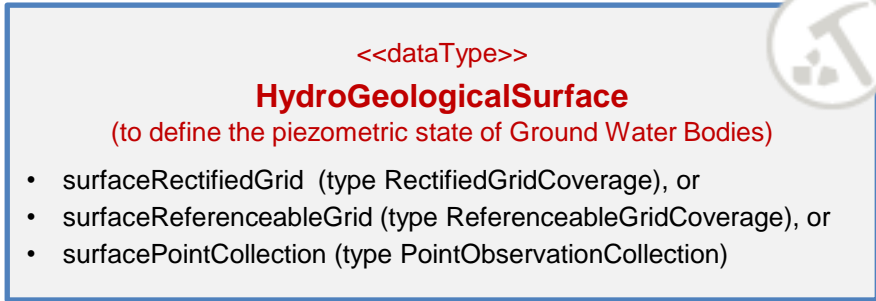 <<dataType>>
HydroGeologicalSurface
(to define the piezometric state of Ground Water Bodies)
• surfaceRectifiedGrid (type RectifiedGridCoverage), or
• surfaceReferenceableGrid (type ReferenceableGridCoverage), or
• surfacePointCollection (type PointObservationCollection)